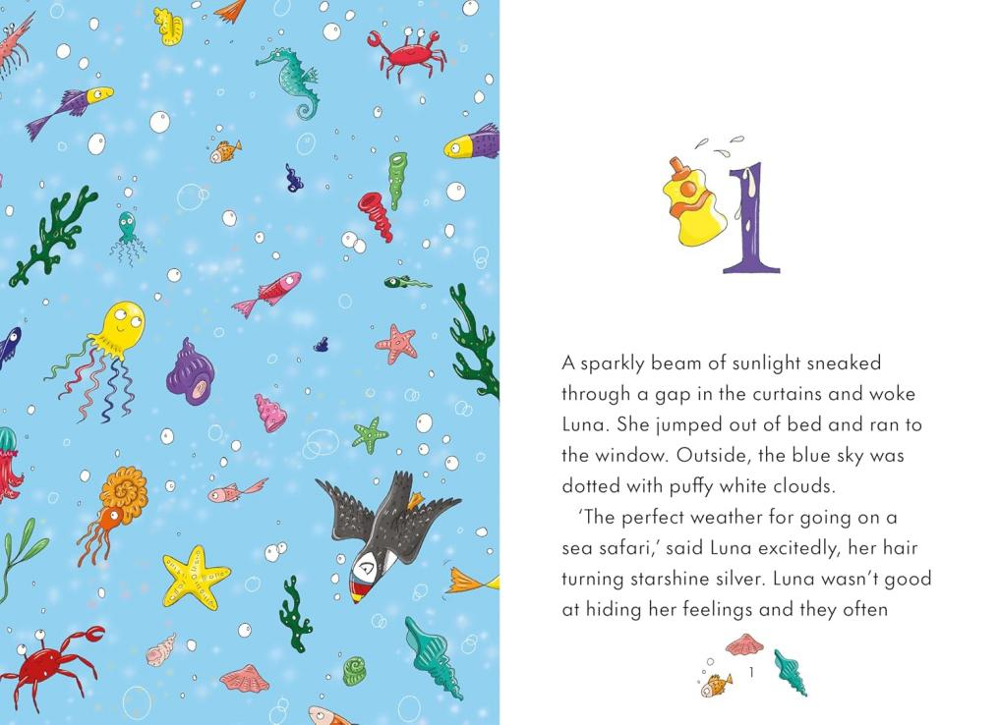 1
A sparkly beam of sunlight sneaked
through a gap in the curtains and woke
Luna. She jumped out of bed and ran to
the window. Outside, the blue sky was
dotted with puffy white clouds.
‘The perfect weather for going on a
sea safari,’ said Luna excitedly, her hair
turning starshine silver. Luna wasn’t good
at hiding her feelings and they often
1